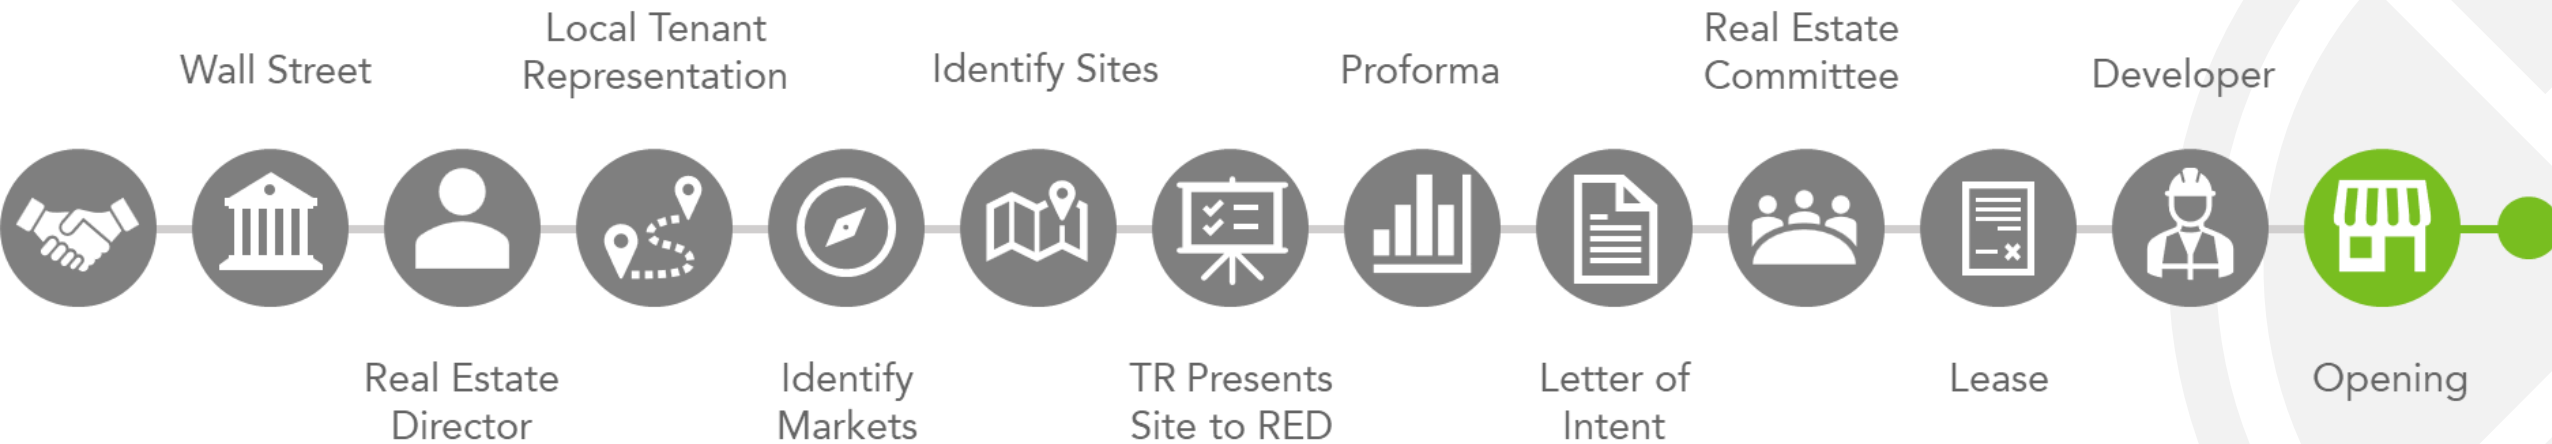 Wall Street
Real Estate
Director
Local Tenant
Representation
Identify
Markets
Identify Sites
TR Presents
Site to RED
Proforma
Letter of
Intent
Real Estate
Committee
Lease
Developer
Opening